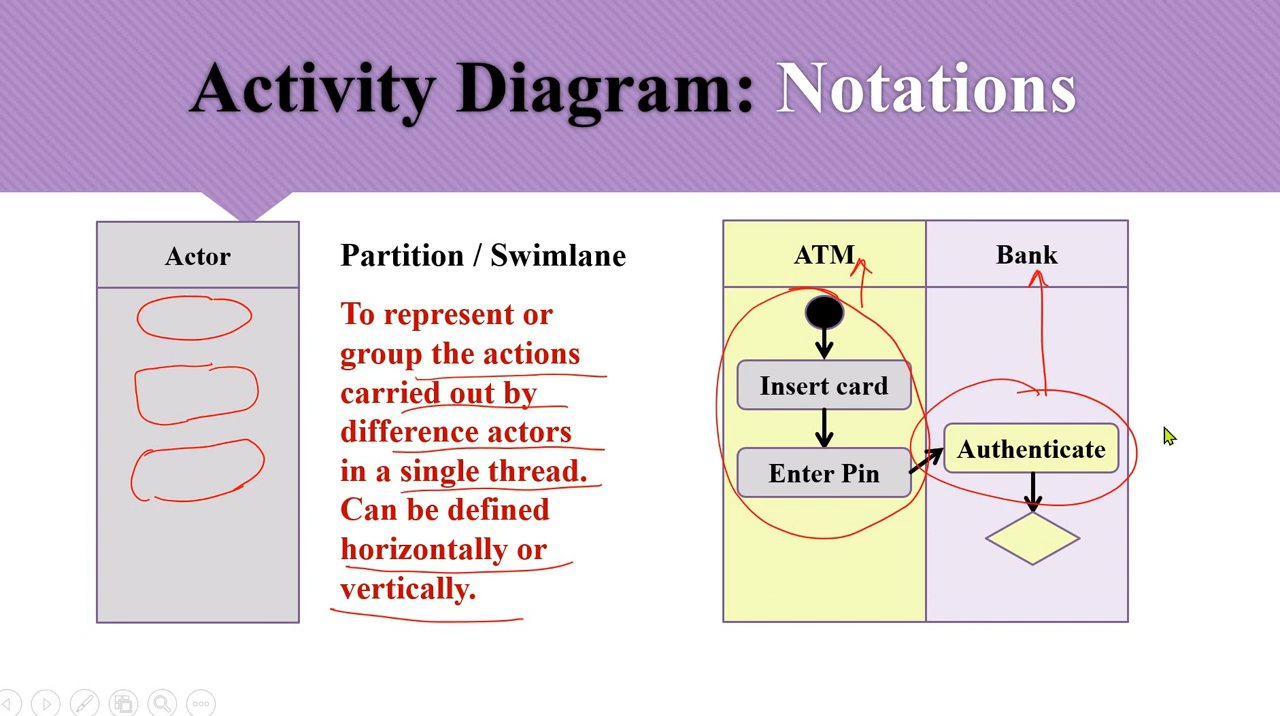 Activity Diagram: Notations
Actor
Partition / Swimlane
To represent or
group the actions
carried out by
difference actors
in a single thread.
Can be defined
horizontally or
vertically.
ATM
Bank
Insert card
Enter Pin
Authenticate